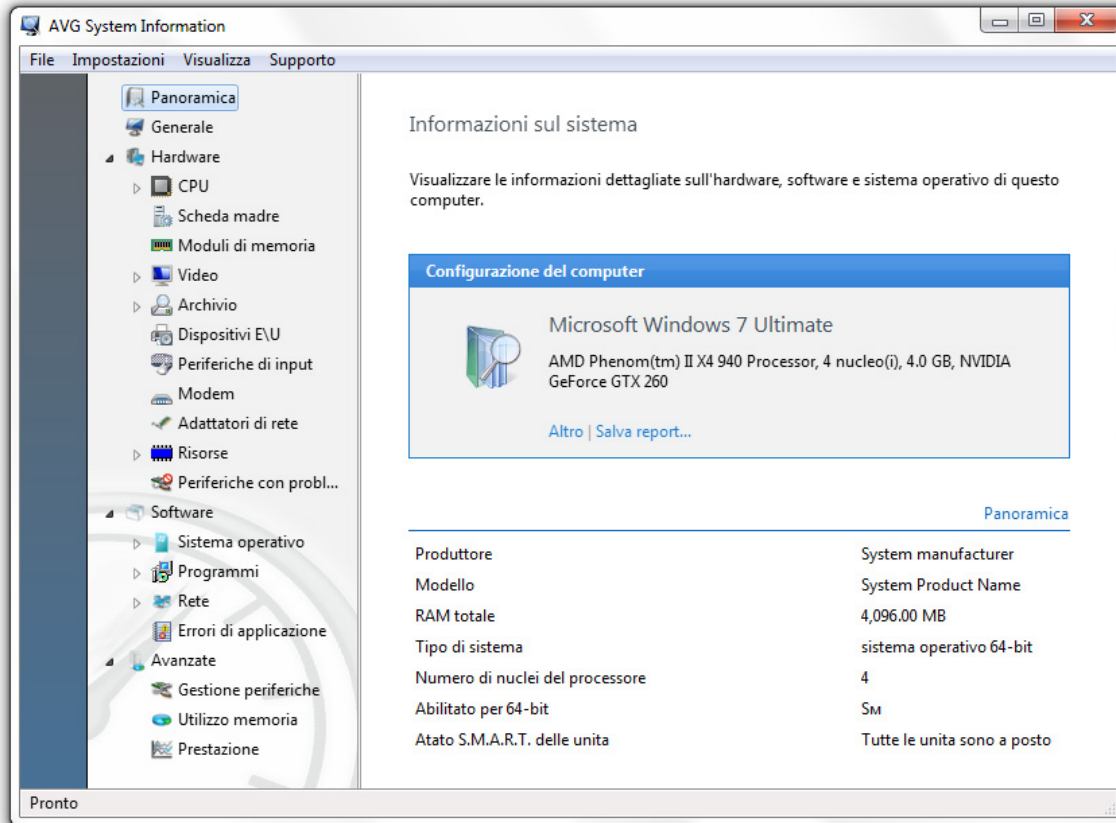 AVG System Information
File Impostazioni Visualizza Supporto
Panoramica
Generale
Hardware
CPU
Scheda madre
Moduli di memoria
Video
Archivio
Dispositivi E\U
Periferiche di input
Modem
Adattatori di rete
Risorse
Periferiche con probl...
Software
Sistema operativo
Programmi
Rete
Errori di applicazione
Avanzate
Gestione periferiche
Utilizzo memoria
Prestazione
Informazioni sul sistema
Visualizzare le informazioni dettagliate sull'hardware, software e sistema operativo di questo
computer.
Configurazione del computer
Microsoft Windows 7 Ultimate
AMD Phenom(tm) II X4 940 Processor, 4 nucleo(i), 4.0 GB, NVIDIA
GeForce GTX 260
Altro | Salva report...
Panoramica
Produttore System manufacturer
Modello System Product Name
RAM totale 4,096.00 MB
Tipo di sistema sistema operativo 64-bit
Numero di nuclei del processore 4
Abilitato per 64-bit Sм
Atato S.M.A.R.T. delle unita Tutte le unita sono a posto
Pronto